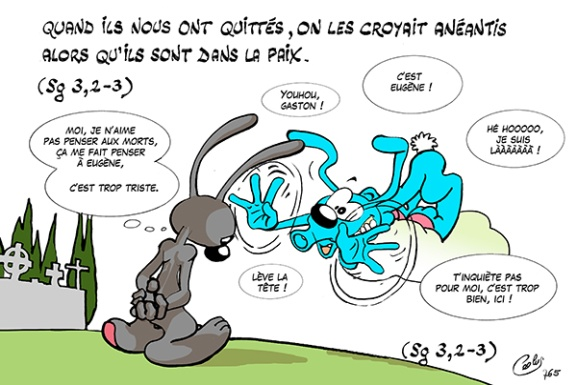 QUAND ILS NOUS ONT QUITTÉS, ON LES CROYAIT ANÉANTIS
ALORS QU'ILS SONT DANS LA PAIX.
(Sg 3,2-3)
MOI, JE N'AIME
PAS PENSER AUX MORTS,
ÇA ME FAIT PENSER
À EUGÈNE,
C'EST TROP TRISTE.
YOUHOU,
GASTON !
C'EST
EUGÈNE !
HÉ HOOOOO,
JE SUIS
LÀÀÀÀÀÀÀ !
LÈVE LA
TÊTE !
T'INQUIÈTE PAS
POUR MOI, C'EST TROP
BIEN, ICI !
(Sg 3,2-3)
765